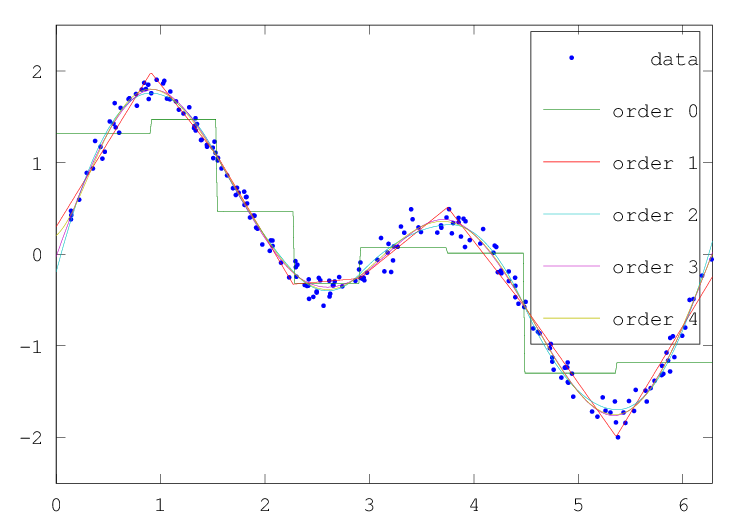 2
1
0
−1
−2
data
order 0
order 1
order 2
order 3
order 4
0 1 2 3 4 5 6